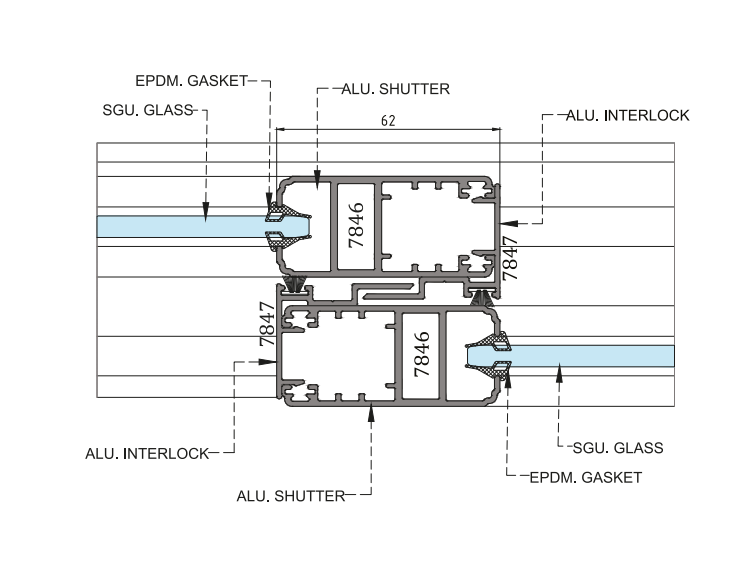 EPDM. GASKET
ALU. SHUTTER
SGU. GLASS
ALU. INTERLOCK
62
7846
7847
7847
7846
ALU. INTERLOCK
SGU. GLASS
EPDM. GASKET
ALU. SHUTTER